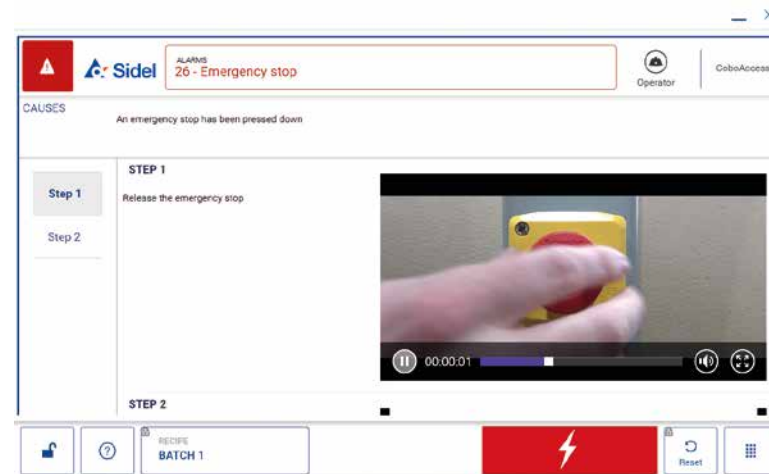 Sidel
ALARMS
26 - Emergency stop
Operator
CoboAccess
CAUSES
An emergency stop has been pressed down
Step 1
Step 2
STEP 1
Release the emergency stop
00:00:01
STEP 2
RECIPE
BATCH 1
Reset